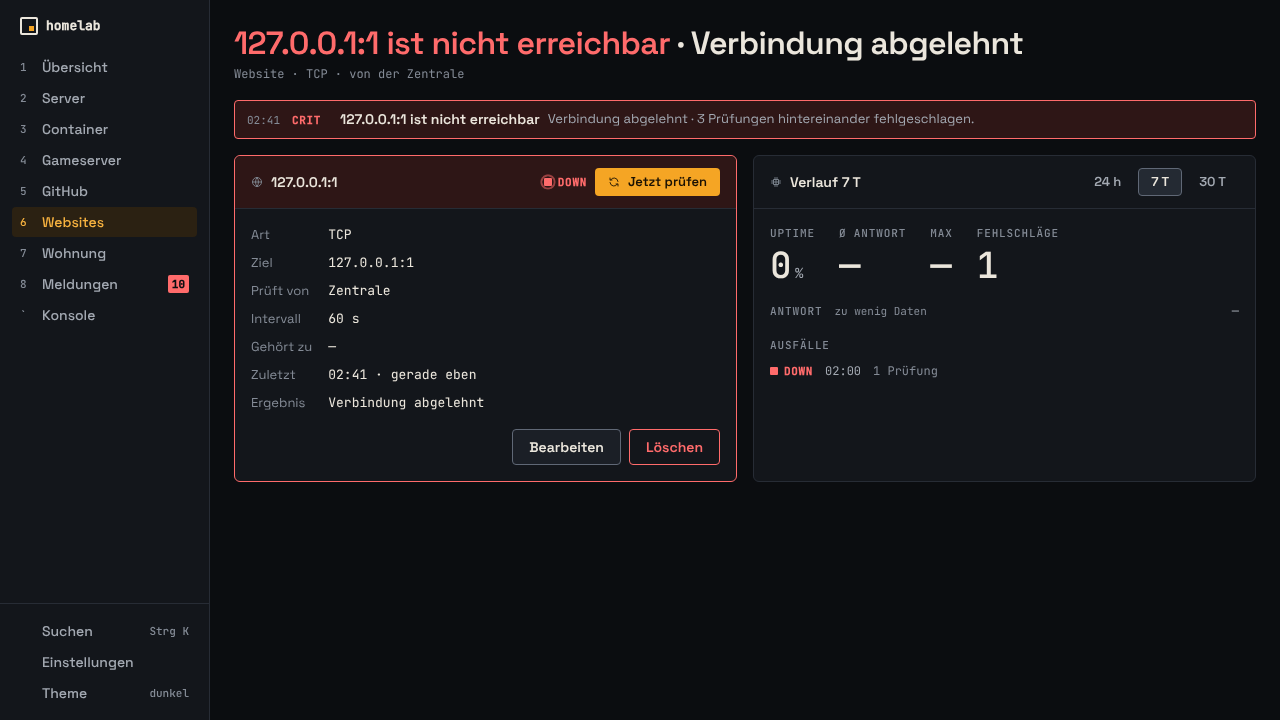 homelab
1 Übersicht
2 Server
3 Container
4 Gameserver
5 GitHub
6 Websites
7 Wohnung
8 Meldungen 10
` Konsole
Suchen Strg K
Einstellungen
Theme dunkel
127.0.0.1:1 ist nicht erreichbar · Verbindung abgelehnt
Website · TCP · von der Zentrale
02:41 CRIT 127.0.0.1:1 ist nicht erreichbar Verbindung abgelehnt · 3 Prüfungen hintereinander fehlgeschlagen.
127.0.0.1:1 DOWN Jetzt prüfen
Art TCP
Ziel 127.0.0.1:1
Prüft von Zentrale
Intervall 60 s
Gehört zu —
Zuletzt 02:41 · gerade eben
Ergebnis Verbindung abgelehnt
Bearbeiten Löschen
Verlauf 7 T 24 h 7 T 30 T
UPTIME Ø ANTWORT MAX FEHLSCHLÄGE
0 % — — 1
ANTWORT zu wenig Daten —
AUSFÄLLE
DOWN 02:00 1 Prüfung